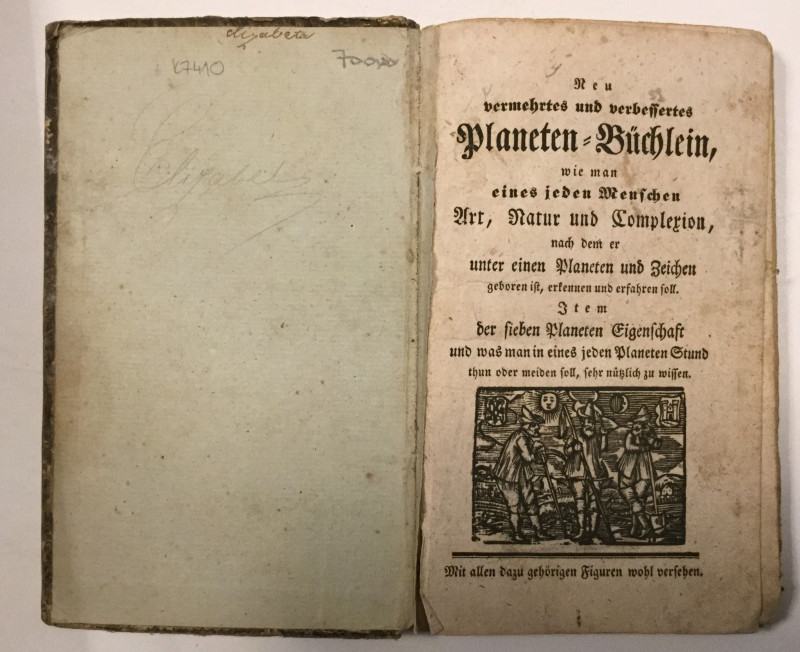 Elisabeta
K7410
Elisabet
Neu
vermehrtes und verbessertes
Planeten-Büchlein,
wie man
eines jeden Menschen
Art, Natur und Complexion,
nach dem er
unter einen Planeten und Zeichen
geboren ist, erkennen und erfahren soll.
Item
der sieben Planeten Eigenschaft
und was man in eines jeden Planeten Stund
thun oder meiden soll, sehr nützlich zu wissen.
Mit allen dazu gehörigen Figuren wohl versehen.